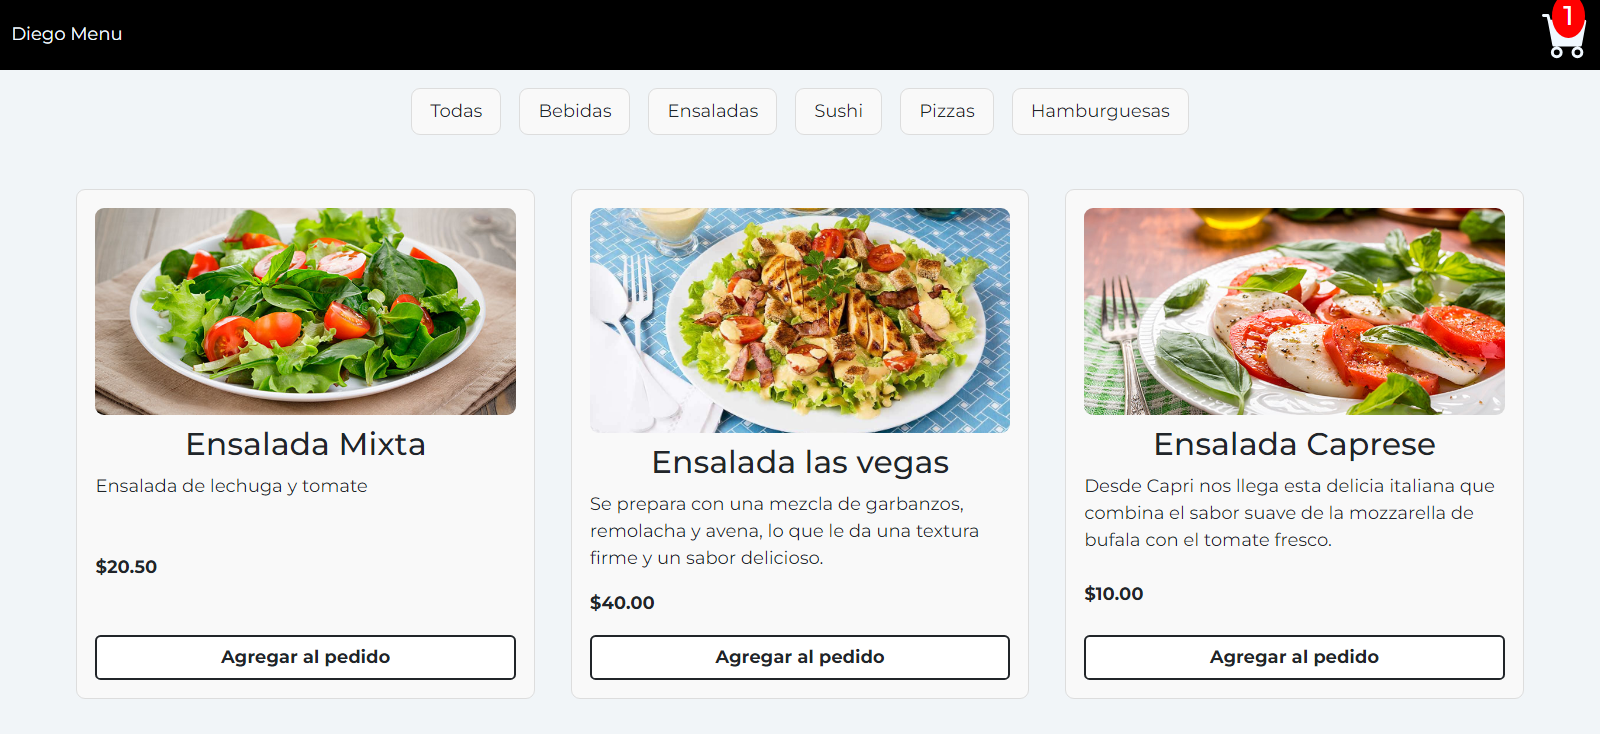 Diego Menu
1
Todas
Bebidas
Ensaladas
Sushi
Pizzas
Hamburguesas
Ensalada Mixta
Ensalada de lechuga y tomate
$20.50
Agregar al pedido
Ensalada las vegas
Se prepara con una mezcla de garbanzos,
remolacha y avena, lo que le da una textura
firme y un sabor delicioso.
$40.00
Agregar al pedido
Ensalada Caprese
Desde Capri nos llega esta delicia italiana que
combina el sabor suave de la mozzarella de
bufala con el tomate fresco.
$10.00
Agregar al pedido